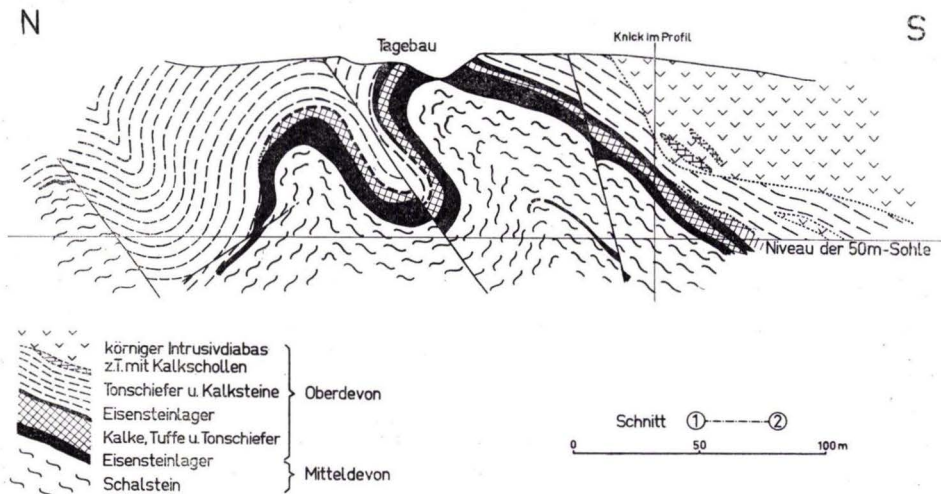 N
S
Knick im Profil
Tagebau
Niveau der 50m-Sohle
körniger Intrusivdiabas
z.T. mit Kalkschollen
Tonschiefer u. Kalksteine
Oberdevon
Eisensteinlager
Kalke, Tuffe u. Tonschiefer
Eisensteinlager
Mitteldevon
Schalstein
Schnitt 1 2
0 50 100 m